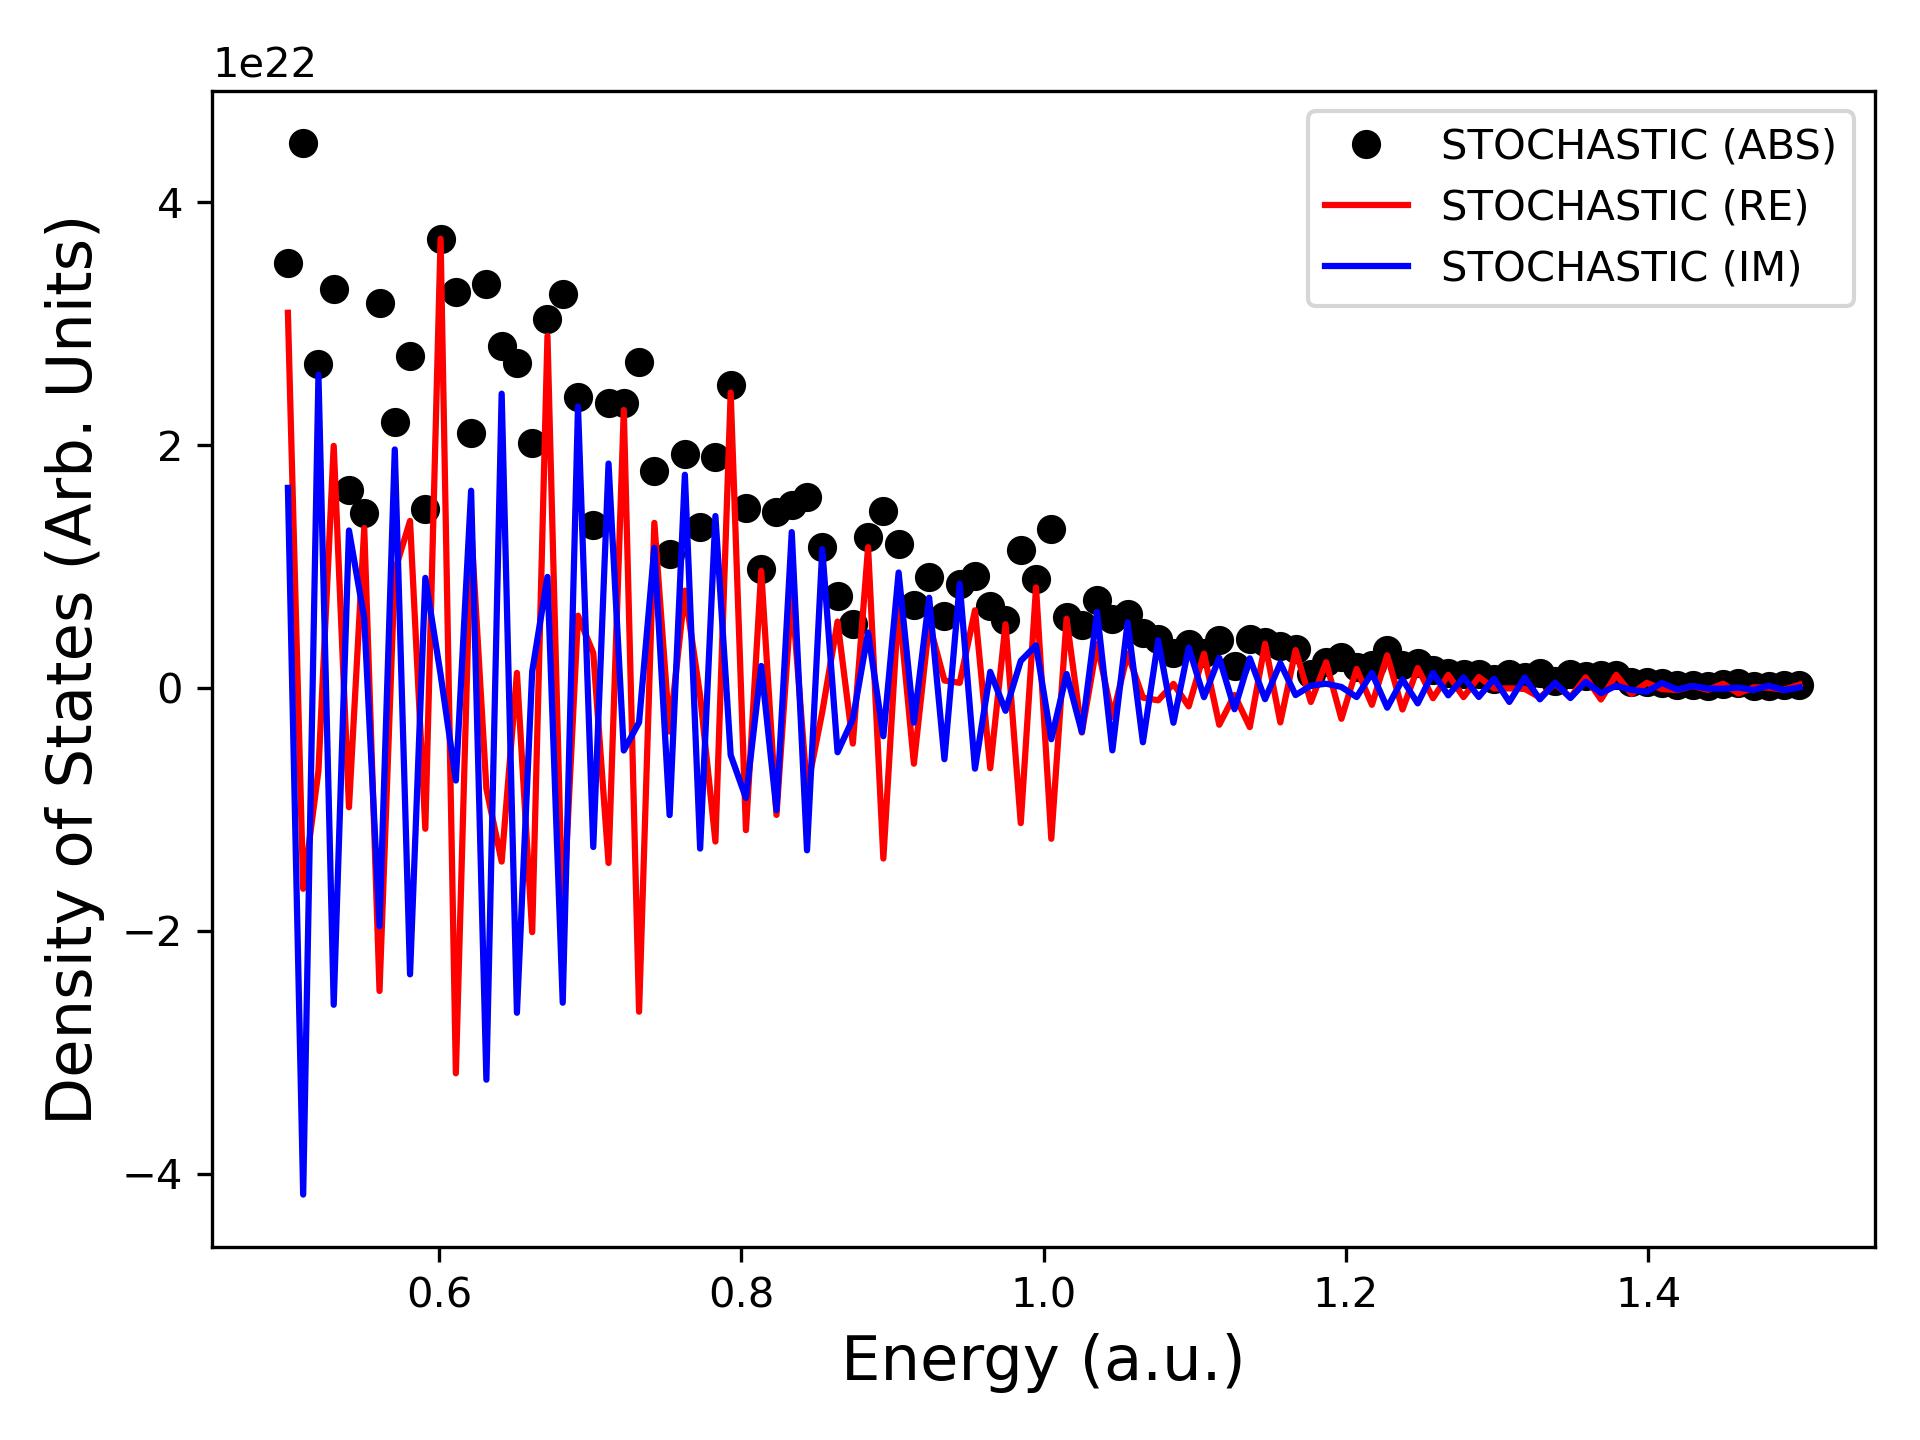 1e22
4
2
0
−2
−4
Density of States (Arb. Units)
STOCHASTIC (ABS)
STOCHASTIC (RE)
STOCHASTIC (IM)
0.6 0.8 1.0 1.2 1.4
Energy (a.u.)